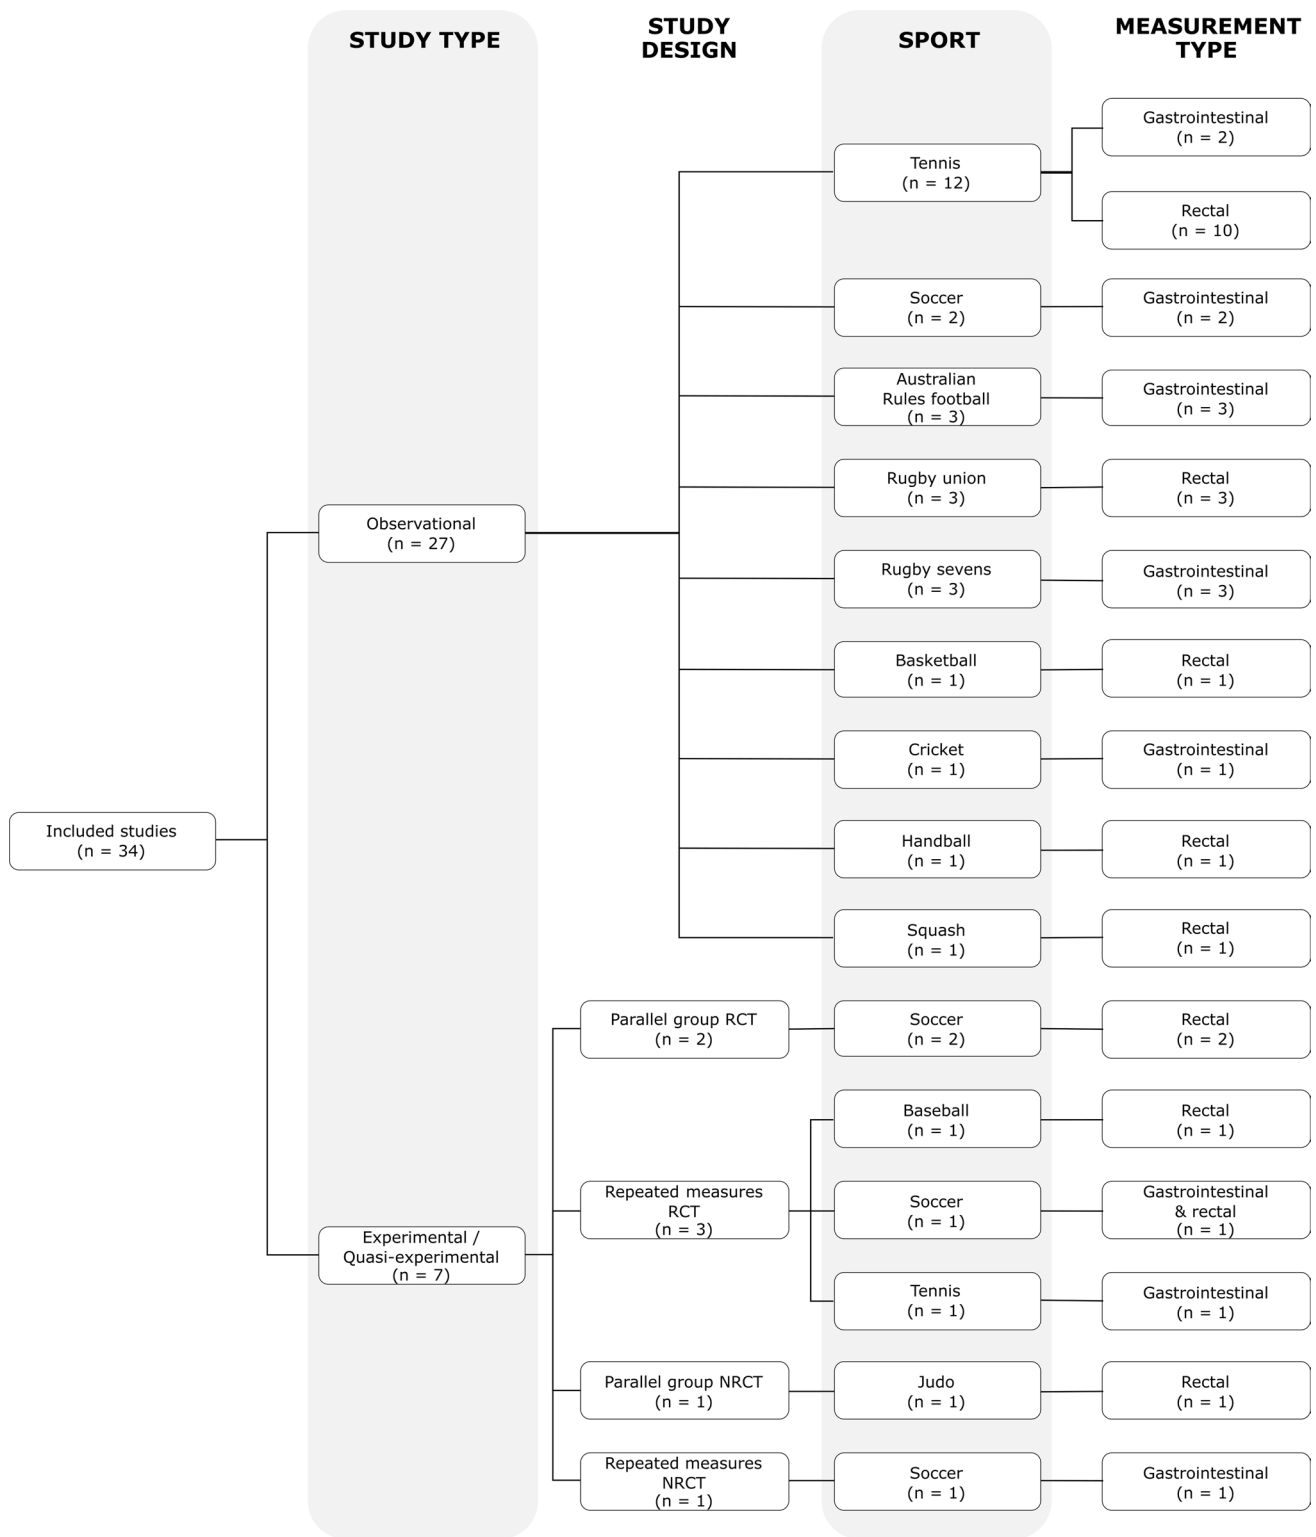 STUDY TYPE
STUDY
DESIGN
SPORT
MEASUREMENT
TYPE
Included studies
(n = 34)
Observational
(n = 27)
Tennis
(n = 12)
Gastrointestinal
(n = 2)
Rectal
(n = 10)
Soccer
(n = 2)
Gastrointestinal
(n = 2)
Australian
Rules football
(n = 3)
Gastrointestinal
(n = 3)
Rugby union
(n = 3)
Rectal
(n = 3)
Rugby sevens
(n = 3)
Gastrointestinal
(n = 3)
Basketball
(n = 1)
Rectal
(n = 1)
Cricket
(n = 1)
Gastrointestinal
(n = 1)
Handball
(n = 1)
Rectal
(n = 1)
Squash
(n = 1)
Rectal
(n = 1)
Experimental /
Quasi-experimental
(n = 7)
Parallel group RCT
(n = 2)
Soccer
(n = 2)
Rectal
(n = 2)
Repeated measures
RCT
(n = 3)
Baseball
(n = 1)
Rectal
(n = 1)
Soccer
(n = 1)
Gastrointestinal
& rectal
(n = 1)
Tennis
(n = 1)
Gastrointestinal
(n = 1)
Parallel group NRCT
(n = 1)
Judo
(n = 1)
Rectal
(n = 1)
Repeated measures
NRCT
(n = 1)
Soccer
(n = 1)
Gastrointestinal
(n = 1)